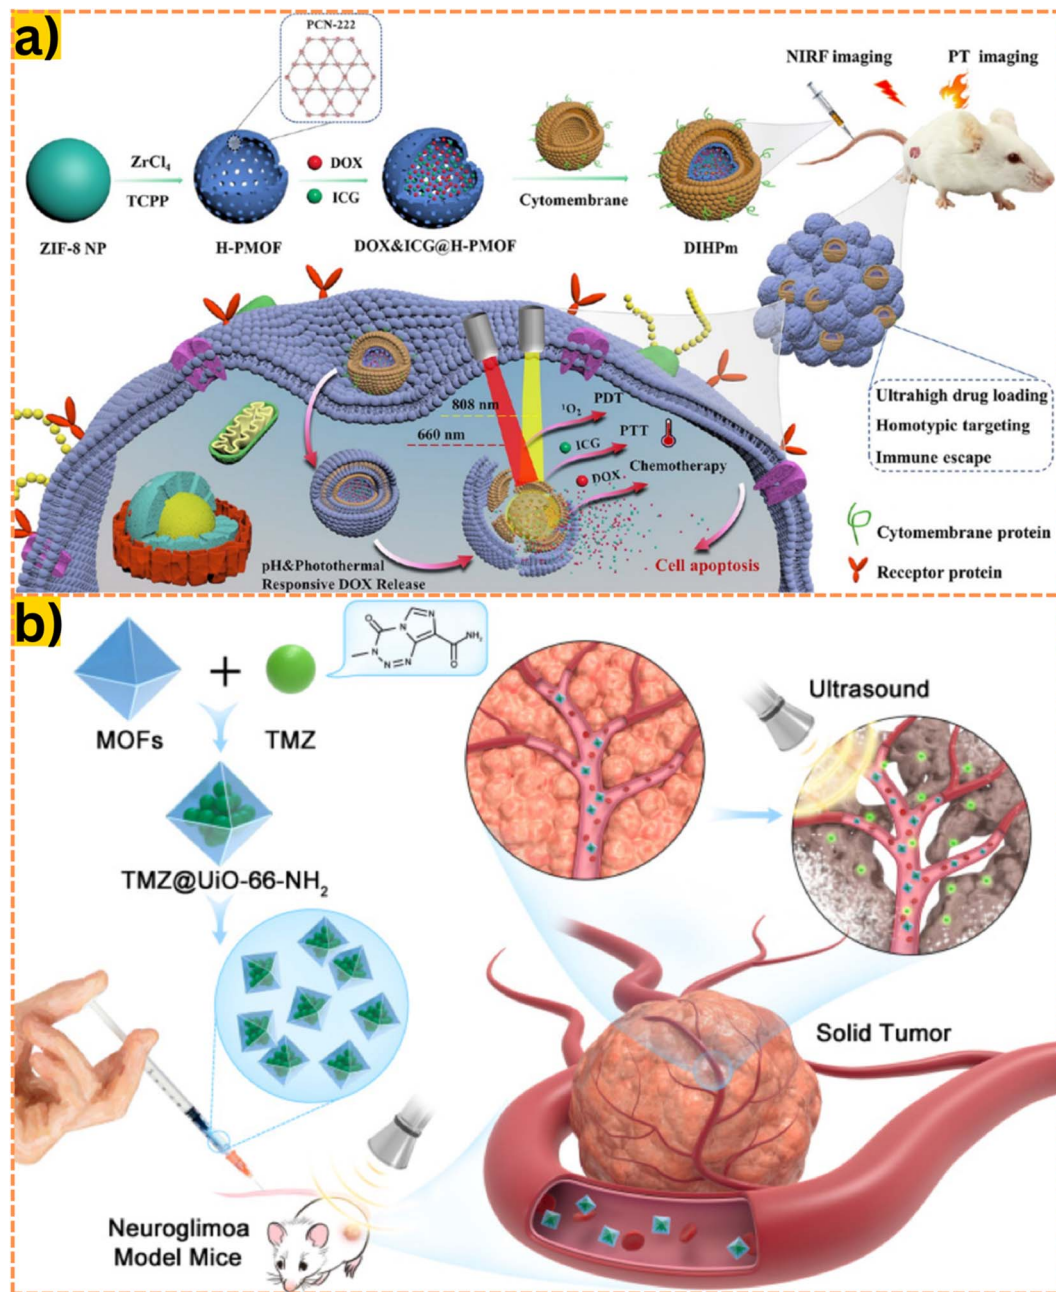 a)
PCN-222
NIRF imaging
PT imaging
ZrCl₄
TCPP
DOX
ICG
Cytomembrane
ZIF-8 NP
H-PMOF
DOX&ICG@H-PMOF
DIHPm
808 nm
660 nm
¹O₂
PDT
ICG
PTT
DOX
Chemotherapy
Ultrahigh drug loading
Homotypic targeting
Immune escape
pH&Photothermal
Responsive DOX Release
Cell apoptosis
Cytomembrane protein
Receptor protein
b)
MOFs
+
TMZ
O
N
N
NH₂
N
N
N
O
Ultrasound
TMZ@UiO-66-NH₂
Solid Tumor
Neuroglimoa
Model Mice